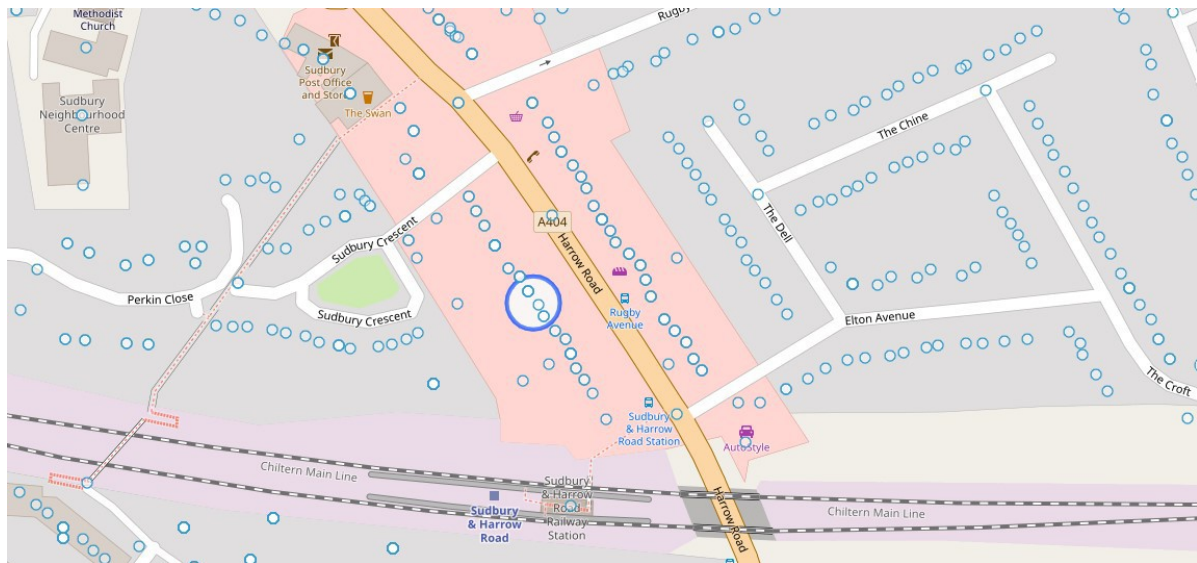 Methodist
Church
Rugby
Sudbury
Post Office
and Store
The Swan
Sudbury
Neighbourhood
Centre
The Chine
A404
The Dell
Harrow Road
Sudbury Crescent
Perkin Close
Sudbury Crescent
Rugby
Avenue
Elton Avenue
The Croft
Sudbury
& Harrow
Road Station
AutoStyle
Chiltern Main Line
Sudbury
& Harrow
Road
Sudbury
& Harrow
Road
Railway
Station
Harrow Road
Chiltern Main Line